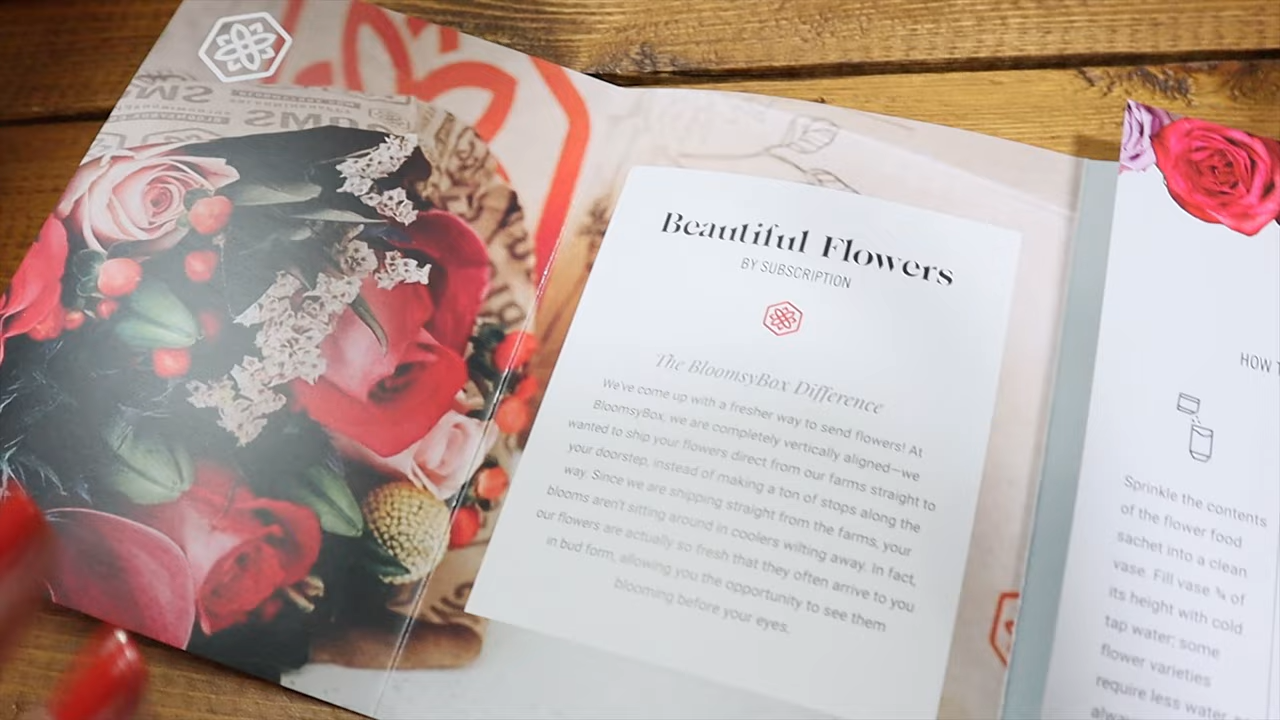 Beautiful Flowers
BY SUBSCRIPTION
The BloomsyBox Difference
We've come up with a fresher way to send flowers! At
BloomsyBox, we are completely vertically aligned—we
wanted to ship your flowers direct from our farms straight to
your doorstep, instead of making a ton of stops along the
way. Since we are shipping straight from the farms, your
blooms aren't sitting around in coolers wilting away. In fact,
our flowers are actually so fresh that they often arrive to you
in bud form, allowing you the opportunity to see them
blooming before your eyes.
HOW
Sprinkle the contents
of the flower food
sachet into a clean
vase. Fill vase ¾ of
its height with cold
tap water; some
flower varieties
require less water